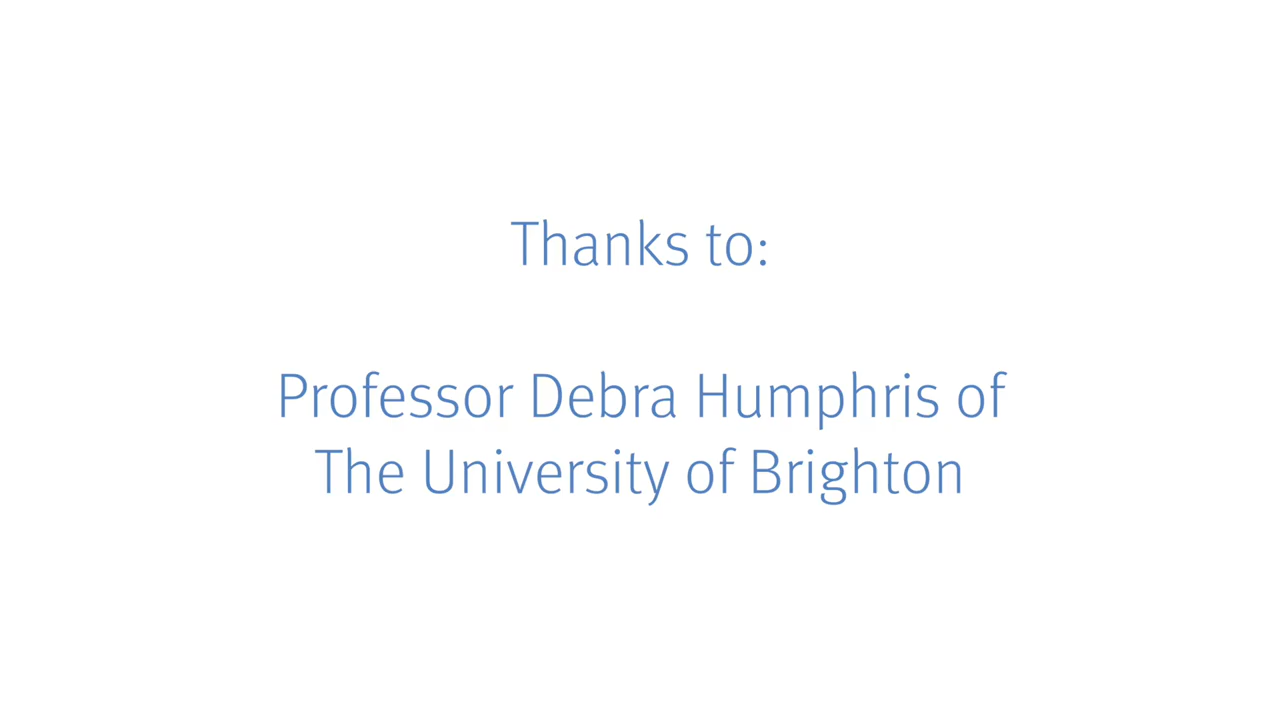 Thanks to:
Professor Debra Humphris of
The University of Brighton